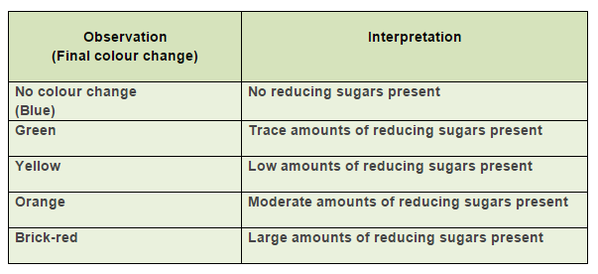 Observation
(Final colour change)
Interpretation
No colour change
(Blue)
No reducing sugars present
Green
Trace amounts of reducing sugars present
Yellow
Low amounts of reducing sugars present
Orange
Moderate amounts of reducing sugars present
Brick-red
Large amounts of reducing sugars present